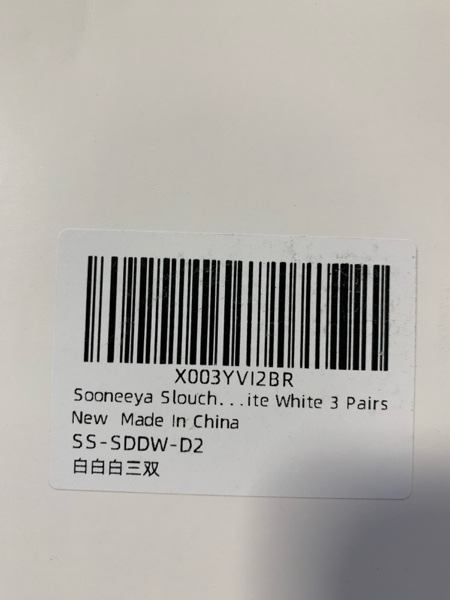 X003YVI2BR
Sooneeya Slouch...ite White 3 Pairs
New Made In China
SS-SDDW-D2
白白白三双